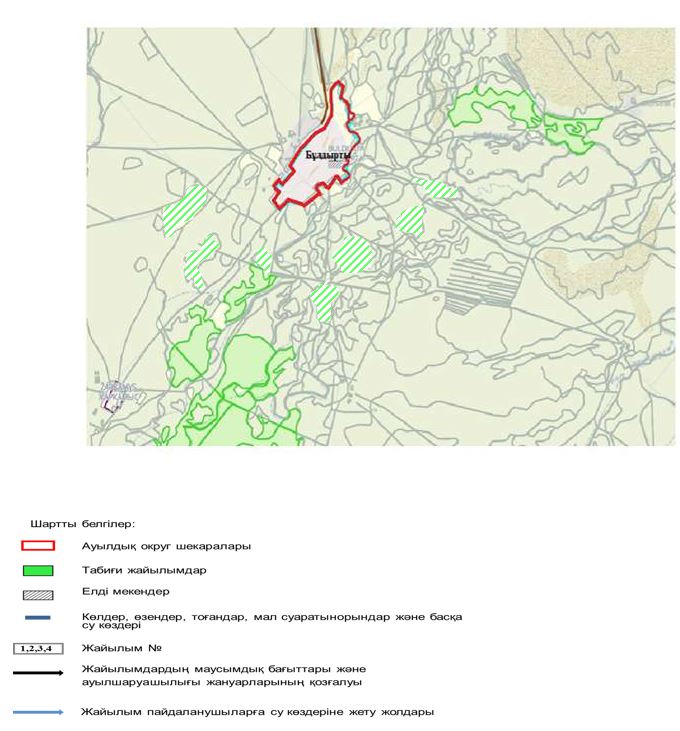 Бұлдырты
Шартты белгілер:
Ауылдық округ шекаралары
Табиғи жайылымдар
Елді мекендер
Көлдер, өзендер, тоғандар, мал суаратынорындар және басқа
су көздері
1,2,3,4 Жайылым №
Жайылымдардың маусымдық бағыттары және
ауылшаруашылығы жануарларының қозғалуы
Жайылым пайдаланушыларға су көздеріне жету жолдары